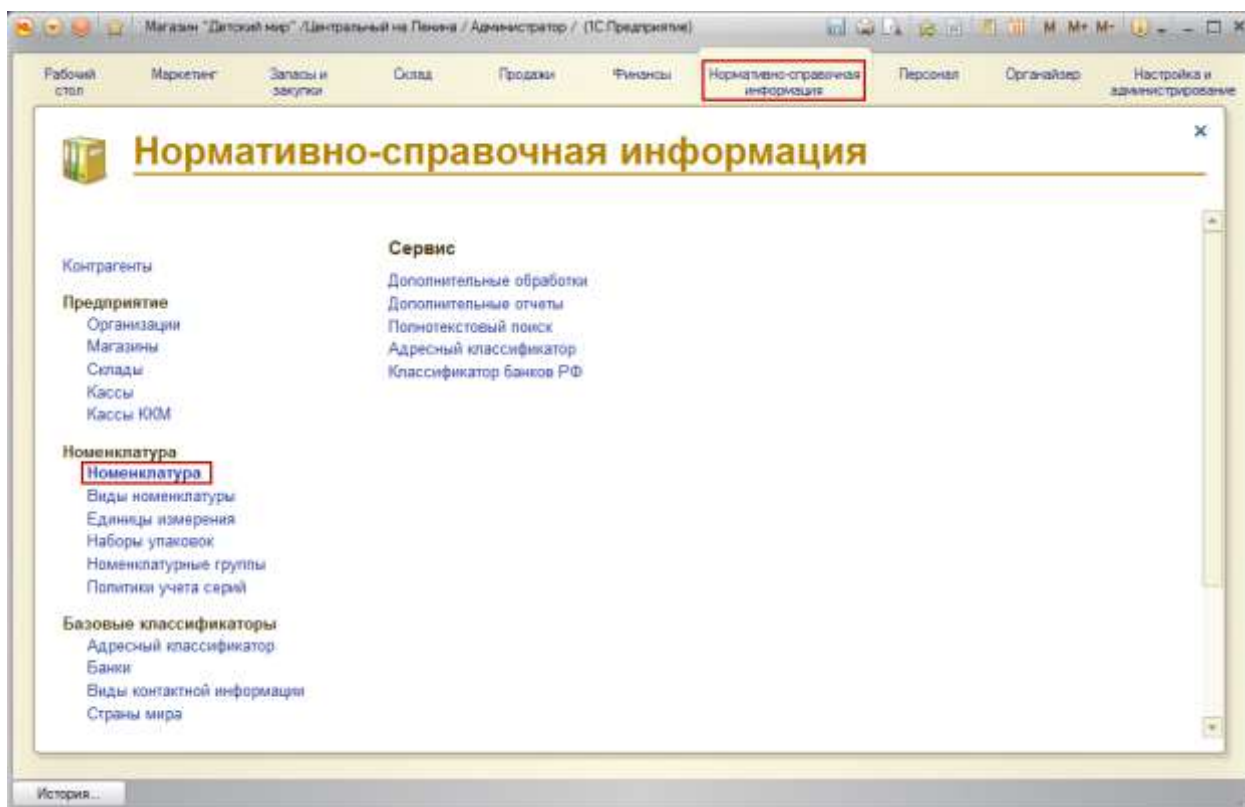 Магазин "Детский мир" /Центральный на Ленина / Администратор / (1С:Предприятие)
M M+ M-
Рабочий стол
Маркетинг
Запасы и закупки
Склад
Продажи
Финансы
Нормативно-справочная информация
Персонал
Органайзер
Настройка и администрирование
Нормативно-справочная информация
Контрагенты
Предприятие
Организации
Магазины
Склады
Кассы
Кассы ККМ
Номенклатура
Номенклатура
Виды номенклатуры
Единицы измерения
Наборы упаковок
Номенклатурные группы
Политики учета серий
Базовые классификаторы
Адресный классификатор
Банки
Виды контактной информации
Страны мира
Сервис
Дополнительные обработки
Дополнительные отчеты
Полнотекстовый поиск
Адресный классификатор
Классификатор банков РФ
История...